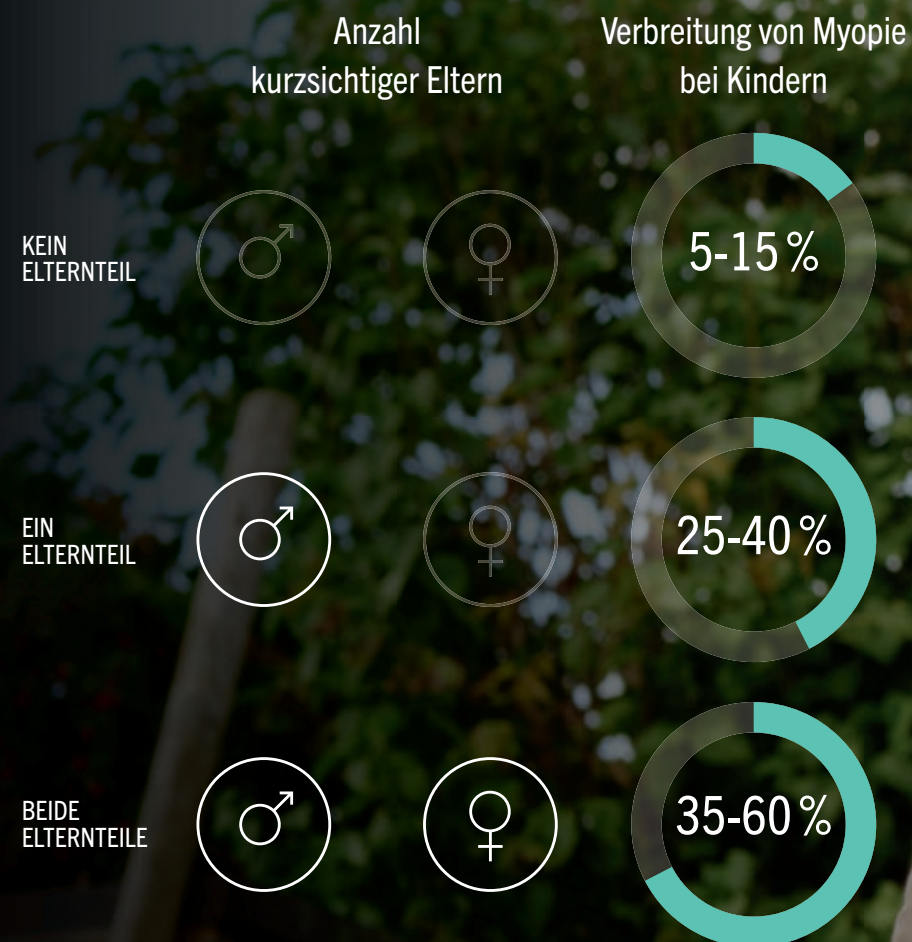 Anzahl
kurzsichtiger Eltern
Verbreitung von Myopie
bei Kindern
KEIN
ELTERNTEIL
5-15 %
EIN
ELTERNTEIL
25-40 %
BEIDE
ELTERNTEILE
35-60 %